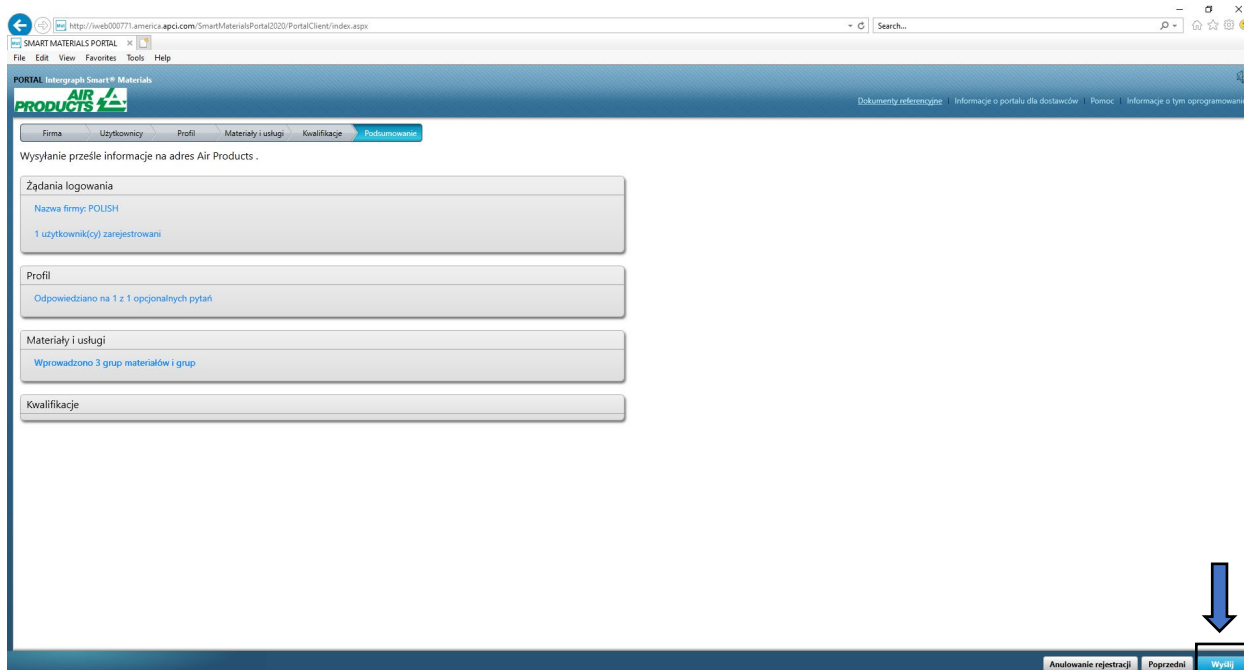 http://iweb000771.america.apci.com/SmartMaterialsPortal2020/PortalClient/index.aspx
Search...
SMART MATERIALS PORTAL
File Edit View Favorites Tools Help
PORTAL Intergraph Smart® Materials
AIR
PRODUCTS
Dokumenty referencyjne | Informacje o portalu dla dostawców | Pomoc | Informacje o tym oprogramowani
Firma Użytkownicy Profil Materiały i usługi Kwalifikacje Podsumowanie
Wysyłanie prześle informacje na adres Air Products .
Żądania logowania
Nazwa firmy: POLISH
1 użytkownik(cy) zarejestrowani
Profil
Odpowiedziano na 1 z 1 opcjonalnych pytań
Materiały i usługi
Wprowadzono 3 grup materiałów i grup
Kwalifikacje
Anulowanie rejestracji Poprzedni Wyślij